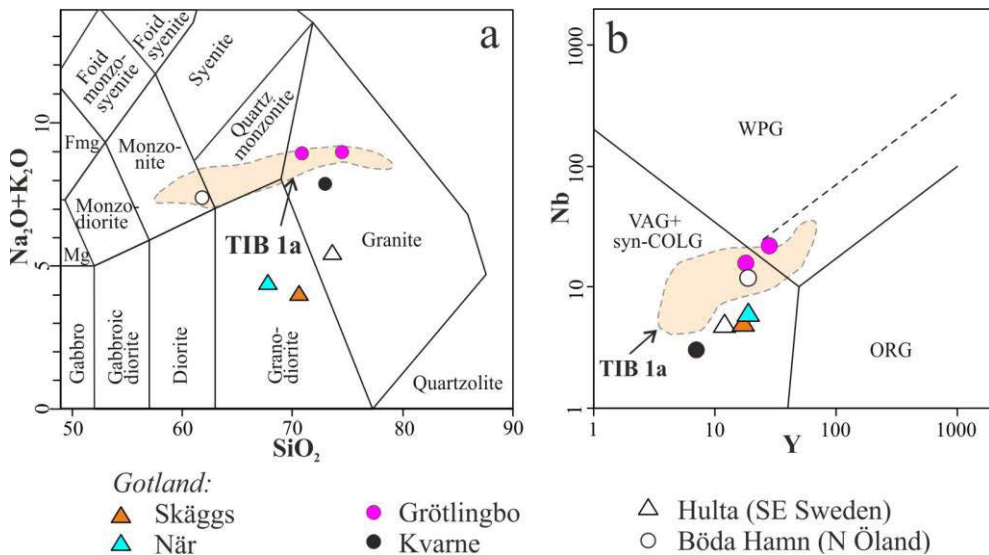 a
Foid syenite
Foid monzo- syenite
Syenite
Quartz monzonite
Fmg
Monzo- nite
Monzo- diorite
Mg
TIB 1a
Granite
Gabbro
Gabbroic diorite
Diorite
Grano- diorite
Quartzolite
Na₂O+K₂O
0
5
10
50
60
70
80
90
SiO₂
b
WPG
VAG+
syn-COLG
TIB 1a
ORG
Nb
1
10
100
1000
1
10
100
1000
Y
Gotland:
Skäggs
När
Grötlingbo
Kvarne
Hulta (SE Sweden)
Böda Hamn (N Öland)